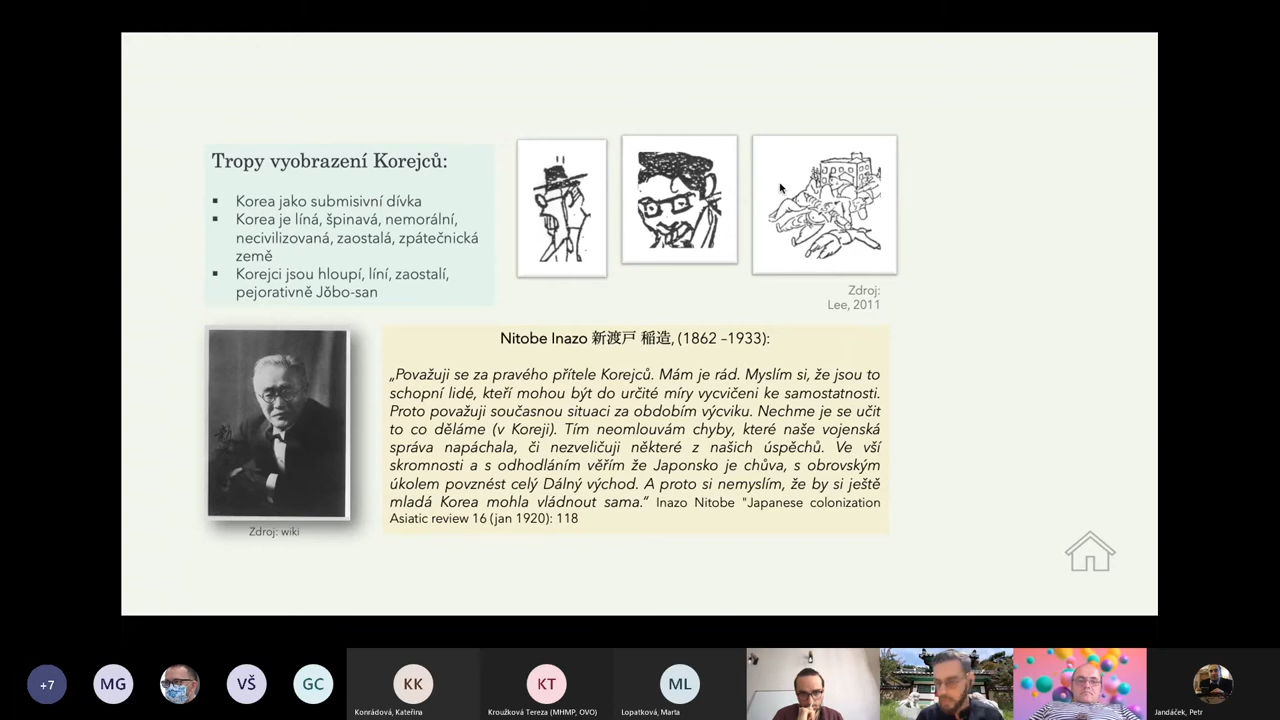 Tropy vyobrazení Korejců:
▪ Korea jako submisivní dívka
▪ Korea je líná, špinavá, nemorální,
necivilizovaná, zaostalá, zpátečnická
země
▪ Korejci jsou hloupí, líní, zaostalí,
pejorativně Jŏbo-san
Zdroj:
Lee, 2011
Nitobe Inazo 新渡戸 稲造, (1862 –1933):
„Považuji se za pravého přítele Korejců. Mám je rád. Myslím si, že jsou to
schopní lidé, kteří mohou být do určité míry vycvičeni ke samostatnosti.
Proto považuji současnou situaci za obdobím výcviku. Nechme je se učit
to co děláme (v Koreji). Tím neomlouvám chyby, které naše vojenská
správa napáchala, či nezveličuji některé z našich úspěchů. Ve vší
skromnosti a s odhodláním věřím že Japonsko je chůva, s obrovským
úkolem povznést celý Dálný východ. A proto si nemyslím, že by si ještě
mladá Korea mohla vládnout sama.“ Inazo Nitobe "Japanese colonization
Asiatic review 16 (jan 1920): 118
Zdroj: wiki
+7
MG
VŠ
GC
KK
KT
ML
Konrádová, Kateřina
Kroužková Tereza (MHMP, OVO)
Lopatková, Marta
Jandáček, Petr